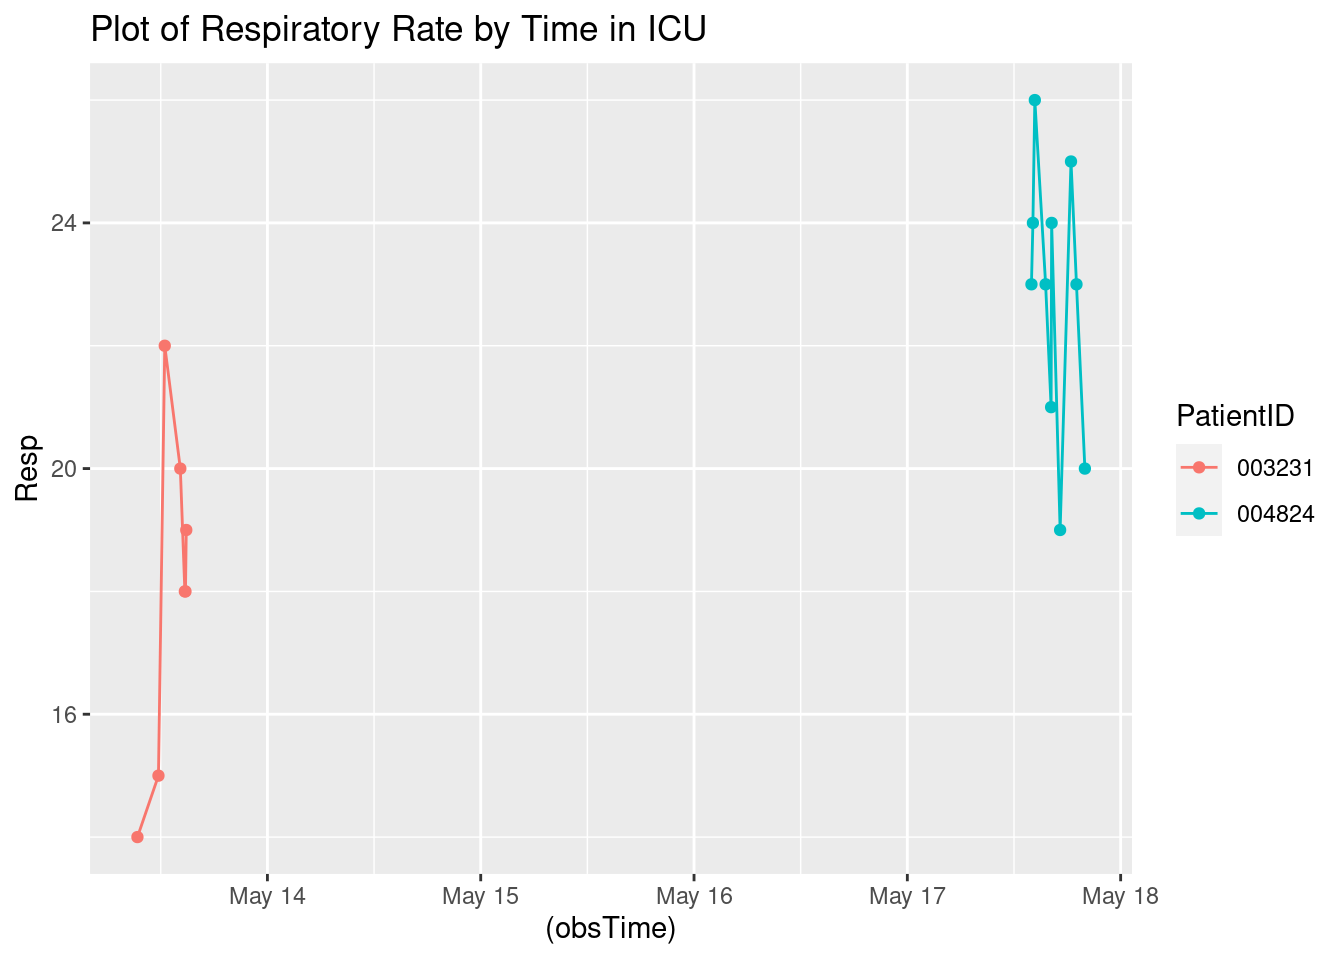 Plot of Respiratory Rate by Time in ICU
24
20
16
Resp
May 14
May 15
May 16
May 17
May 18
(obsTime)
PatientID
003231
004824